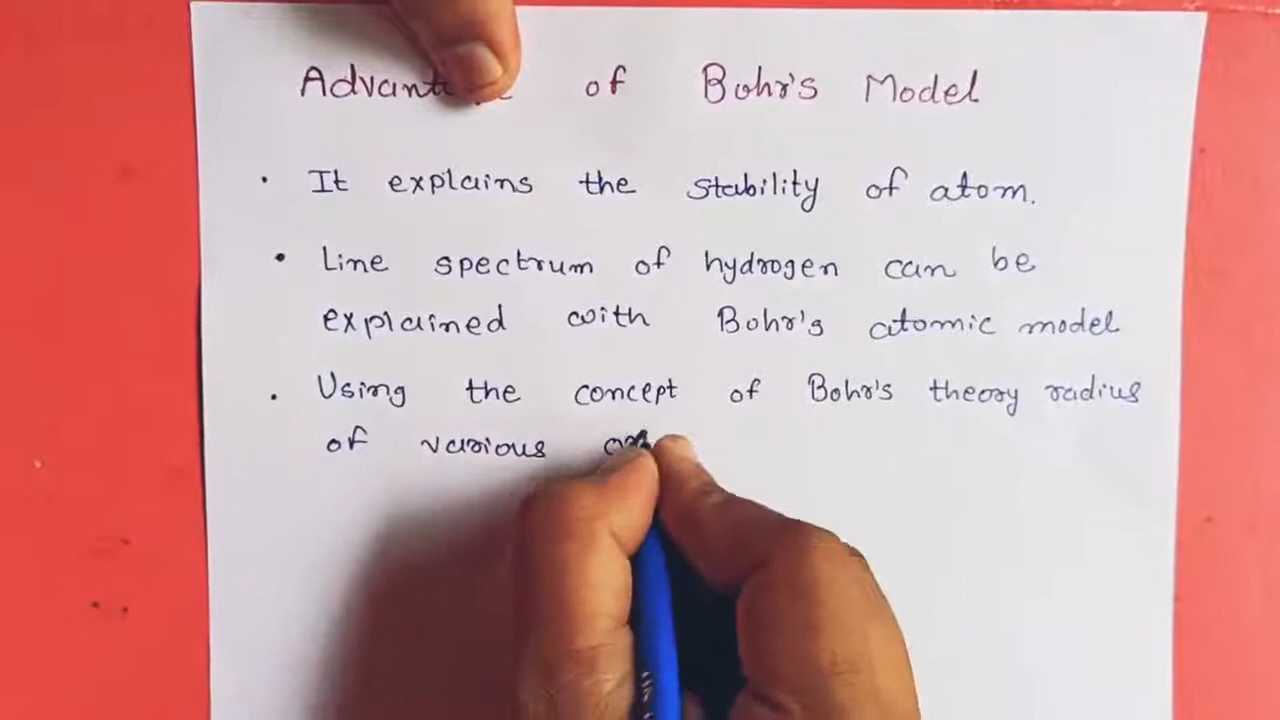 of Bohr's Model
It explains the stability of atom.
Line spectrum of hydrogen can be
explained with Bohr's atomic model
Using the concept of Bohr's theory radius
of various